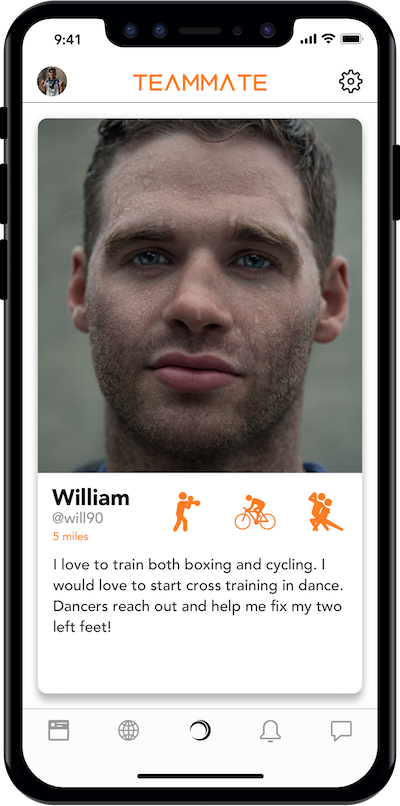 9:41
TEAMMATE
William
@will90
5 miles
I love to train both boxing and cycling. I
would love to start cross training in dance.
Dancers reach out and help me fix my two
left feet!